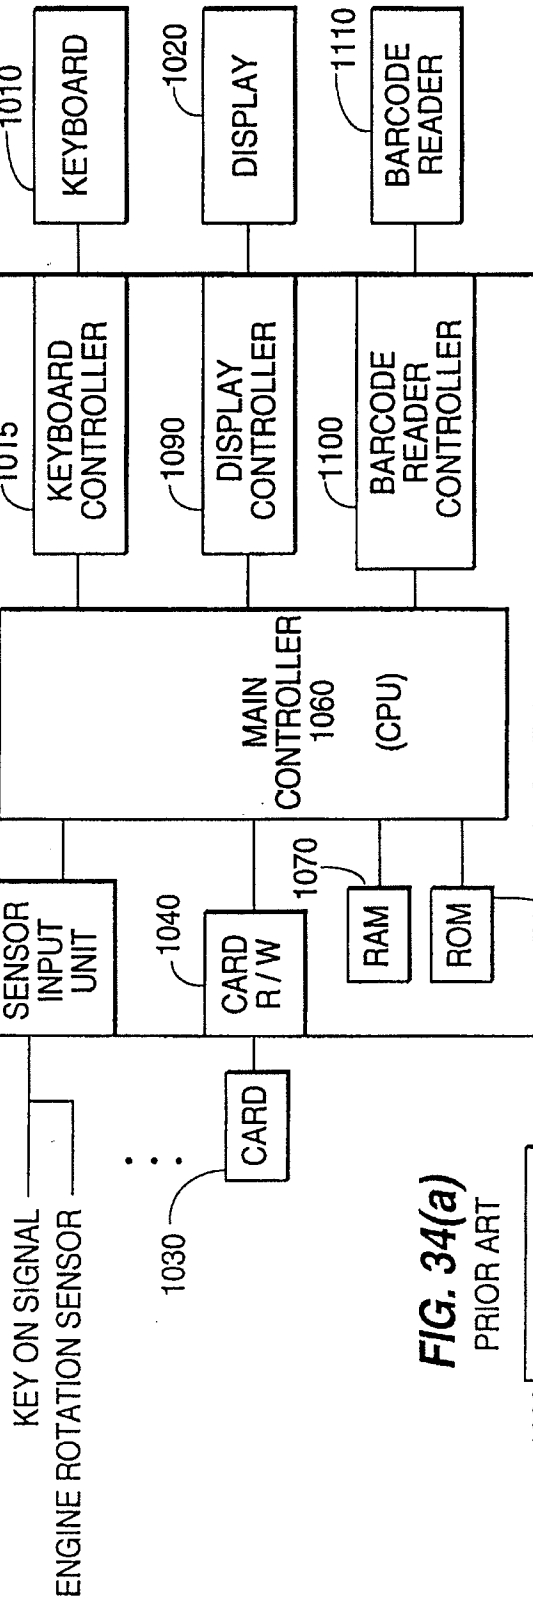 KEY ON SIGNAL
ENGINE ROTATION SENSOR
SENSOR
INPUT
UNIT
1030
CARD
1040
CARD
R / W
1070
RAM
ROM
MAIN
CONTROLLER
1060
(CPU)
1015
KEYBOARD
CONTROLLER
1090
DISPLAY
CONTROLLER
1100
BARCODE
READER
CONTROLLER
1010
KEYBOARD
1020
DISPLAY
1110
BARCODE
READER
FIG. 34(a)
PRIOR ART